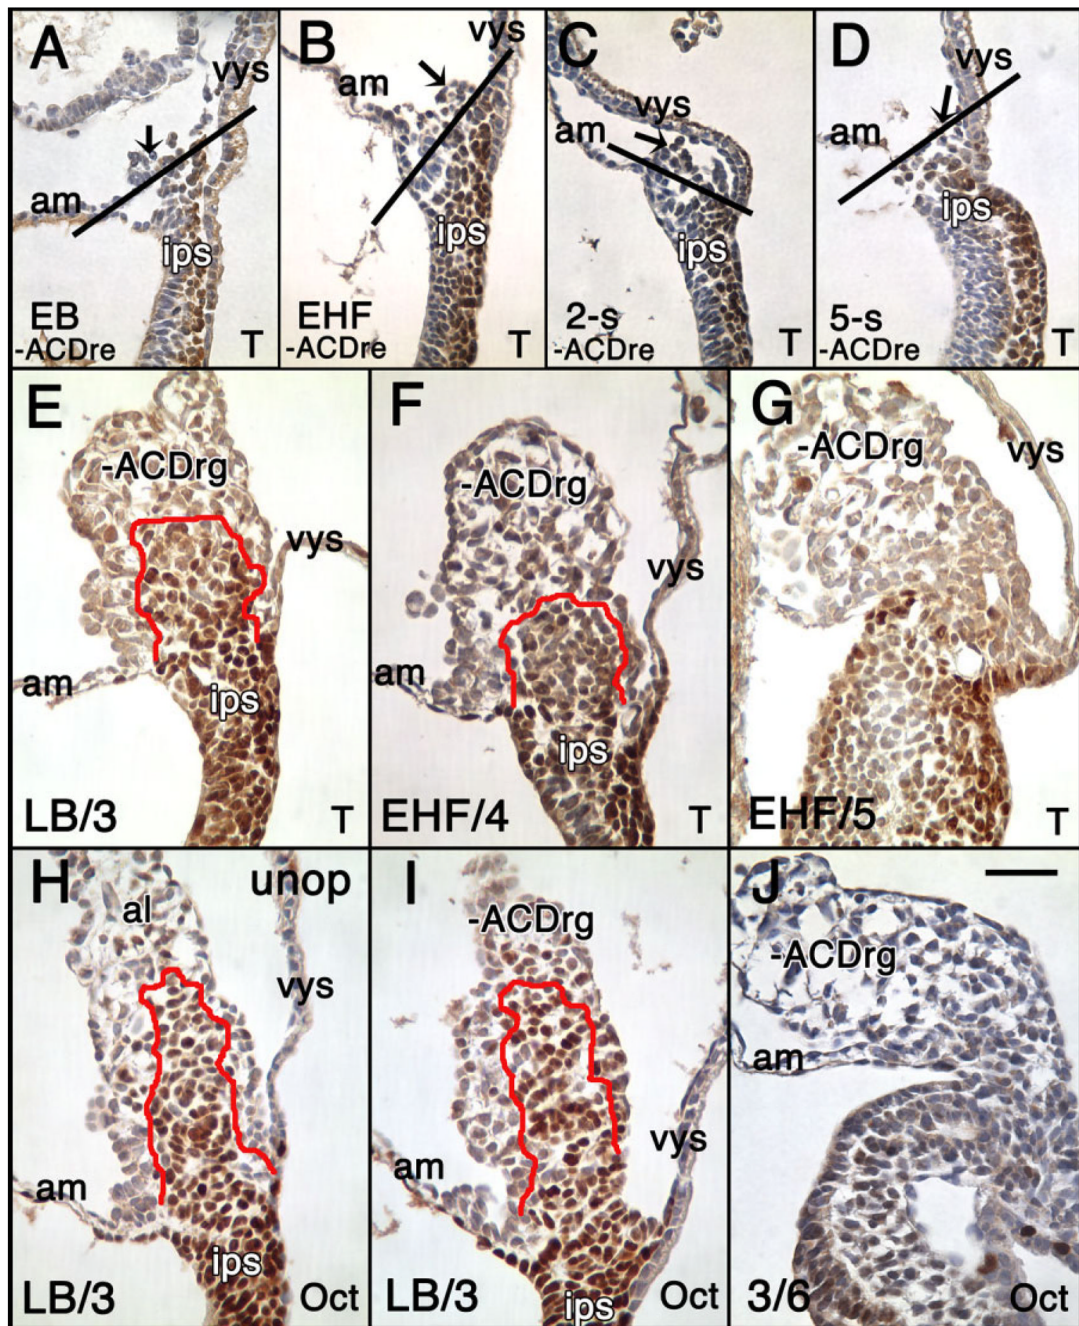 A
vys
am
ips
EB
-ACDre
T
B
vys
am
ips
EHF
-ACDre
T
C
vys
am
ips
2-s
-ACDre
T
D
vys
am
ips
5-s
-ACDre
T
E
-ACDrg
vys
am
ips
LB/3
T
F
-ACDrg
vys
am
ips
EHF/4
T
G
-ACDrg
vys
EHF/5
T
H
unop
al
vys
am
ips
LB/3
Oct
I
-ACDrg
vys
am
LB/3
ips
Oct
J
-ACDrg
am
3/6
Oct